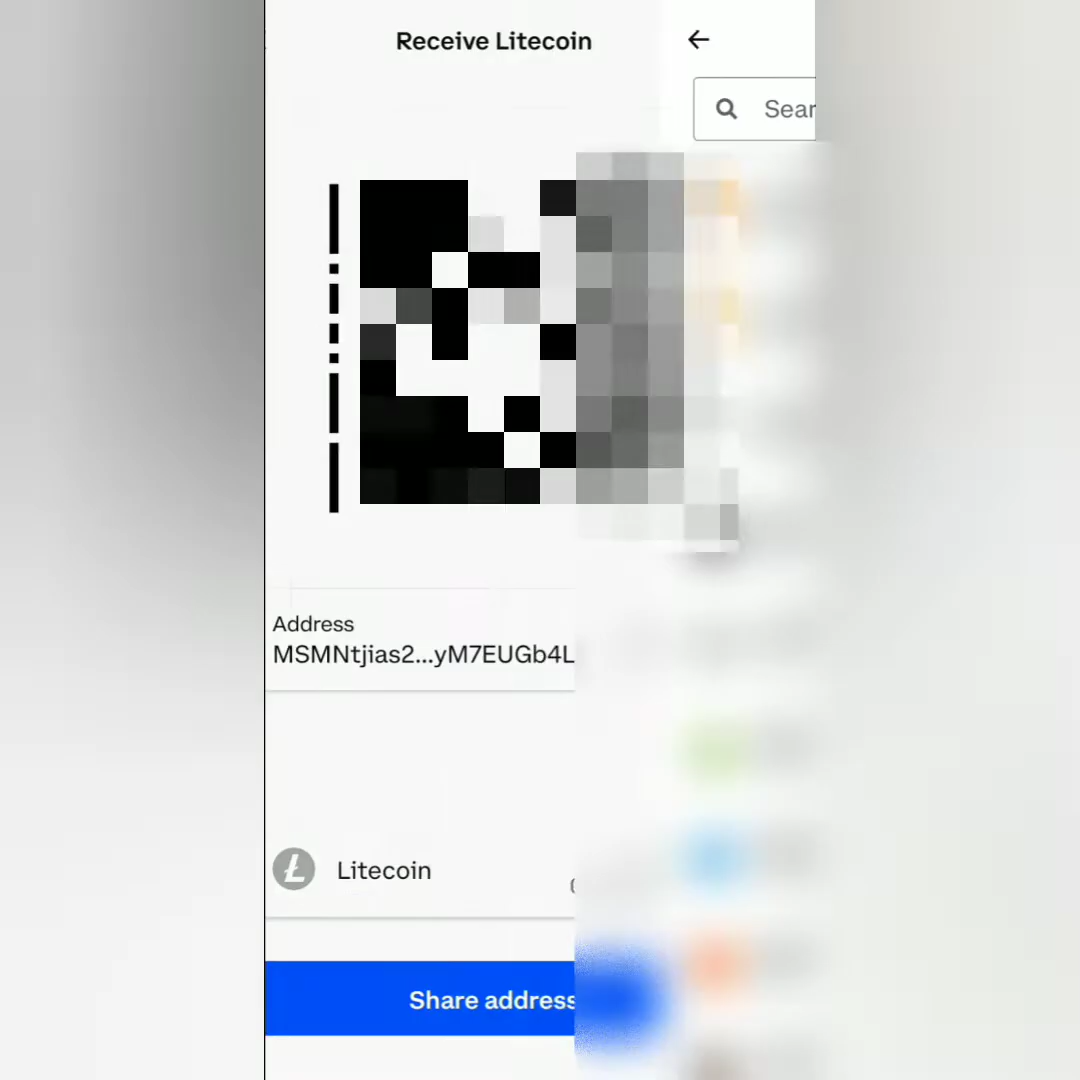 Receive Litecoin
Sear
Address
MSMNtjias2...yM7EUGb4L
Litecoin
Share address